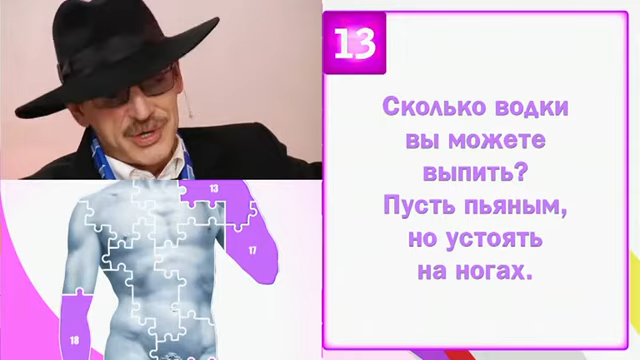 13
Сколько водки
вы можете
выпить?
Пусть пьяным,
но устоять
на ногах.
13
17
18